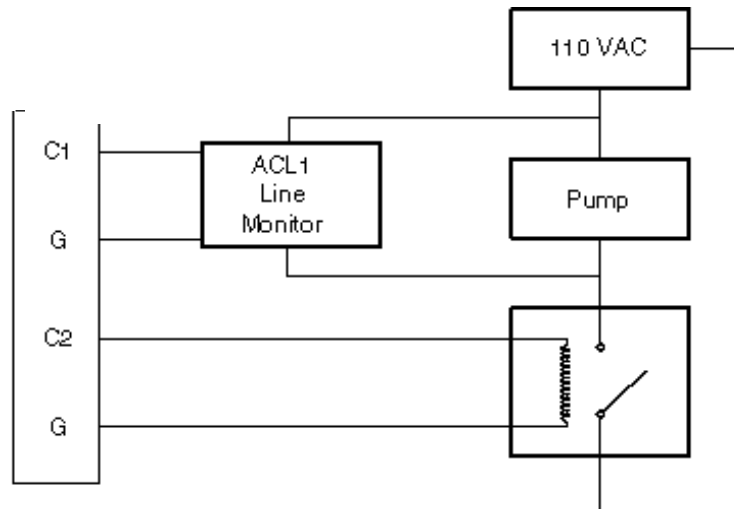 110 VAC
C1
ACL1
Line
Monitor
Pump
G
C2
G